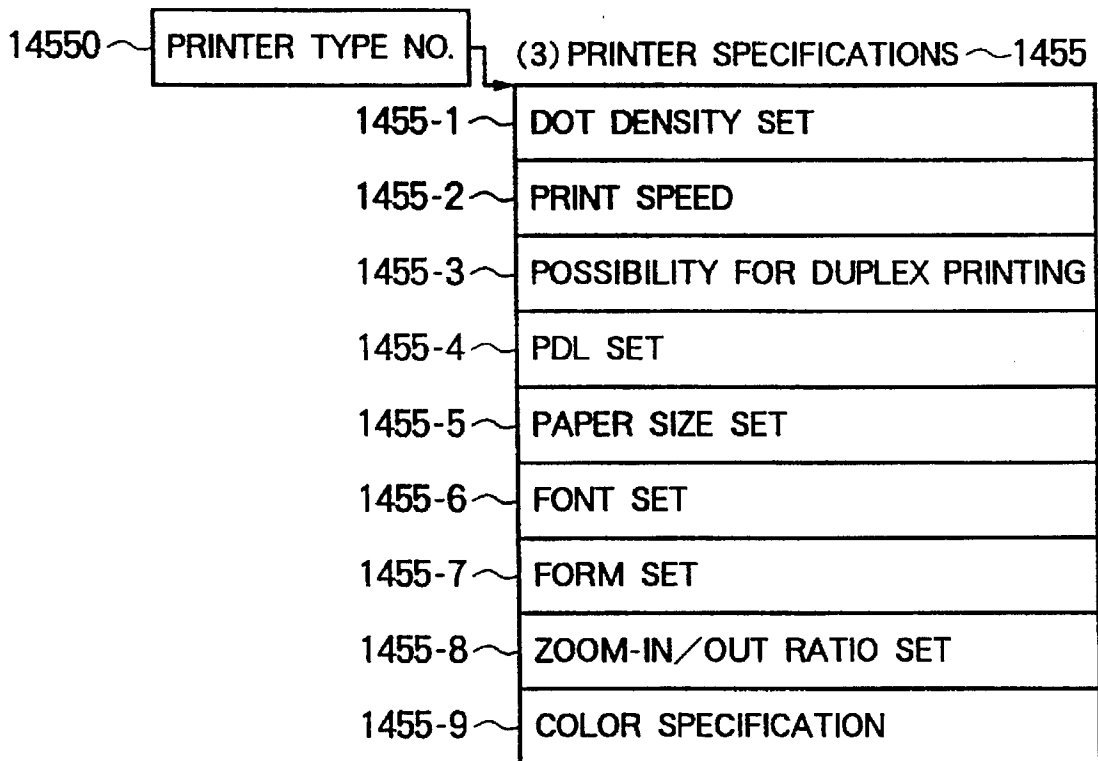 14550 PRINTER TYPE NO. (3) PRINTER SPECIFICATIONS 1455
1455-1 DOT DENSITY SET
1455-2 PRINT SPEED
1455-3 POSSIBILITY FOR DUPLEX PRINTING
1455-4 PDL SET
1455-5 PAPER SIZE SET
1455-6 FONT SET
1455-7 FORM SET
1455-8 ZOOM-IN/OUT RATIO SET
1455-9 COLOR SPECIFICATION